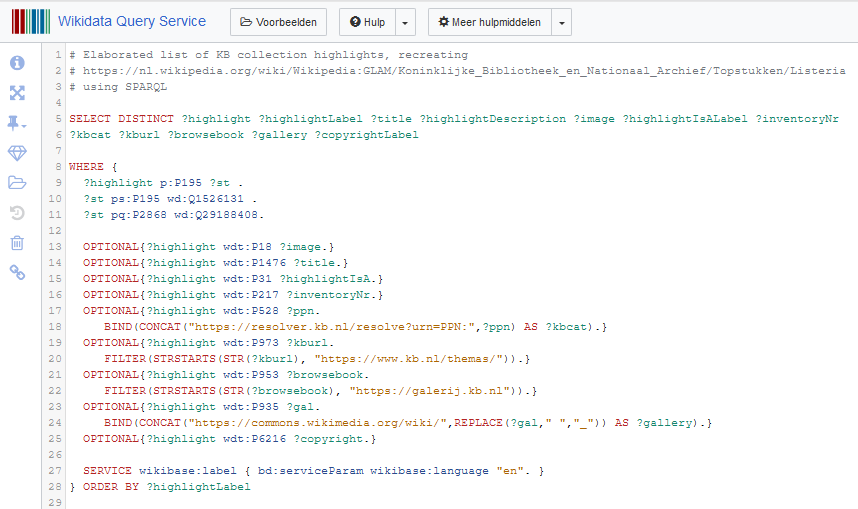 Wikidata Query Service
Voorbeelden
Hulp
Meer hulpmiddelen
1 # Elaborated list of KB collection highlights, recreating
2 # https://nl.wikipedia.org/wiki/Wikipedia:GLAM/Koninklijke_Bibliotheek_en_Nationaal_Archief/Topstukken/Listeria
3 # using SPARQL
4
5 SELECT DISTINCT ?highlight ?highlightLabel ?title ?highlightDescription ?image ?highlightIsALabel ?inventoryNr
6 ?kbcat ?kburl ?browsebook ?gallery ?copyrightLabel
7
8 WHERE {
9 ?highlight p:P195 ?st .
10 ?st ps:P195 wd:Q1526131 .
11 ?st pq:P2868 wd:Q29188408.
12
13 OPTIONAL{?highlight wdt:P18 ?image.}
14 OPTIONAL{?highlight wdt:P1476 ?title.}
15 OPTIONAL{?highlight wdt:P31 ?highlightIsA.}
16 OPTIONAL{?highlight wdt:P217 ?inventoryNr.}
17 OPTIONAL{?highlight wdt:P528 ?ppn.
18 BIND(CONCAT("https://resolver.kb.nl/resolve?urn=PPN:",?ppn) AS ?kbcat).}
19 OPTIONAL{?highlight wdt:P973 ?kburl.
20 FILTER(STRSTARTS(STR(?kburl), "https://www.kb.nl/themas/")).}
21 OPTIONAL{?highlight wdt:P953 ?browsebook.
22 FILTER(STRSTARTS(STR(?browsebook), "https://galerij.kb.nl")).}
23 OPTIONAL{?highlight wdt:P935 ?gal.
24 BIND(CONCAT("https://commons.wikimedia.org/wiki/",REPLACE(?gal," ","_")) AS ?gallery).}
25 OPTIONAL{?highlight wdt:P6216 ?copyright.}
26
27 SERVICE wikibase:label { bd:serviceParam wikibase:language "en". }
28 } ORDER BY ?highlightLabel
29